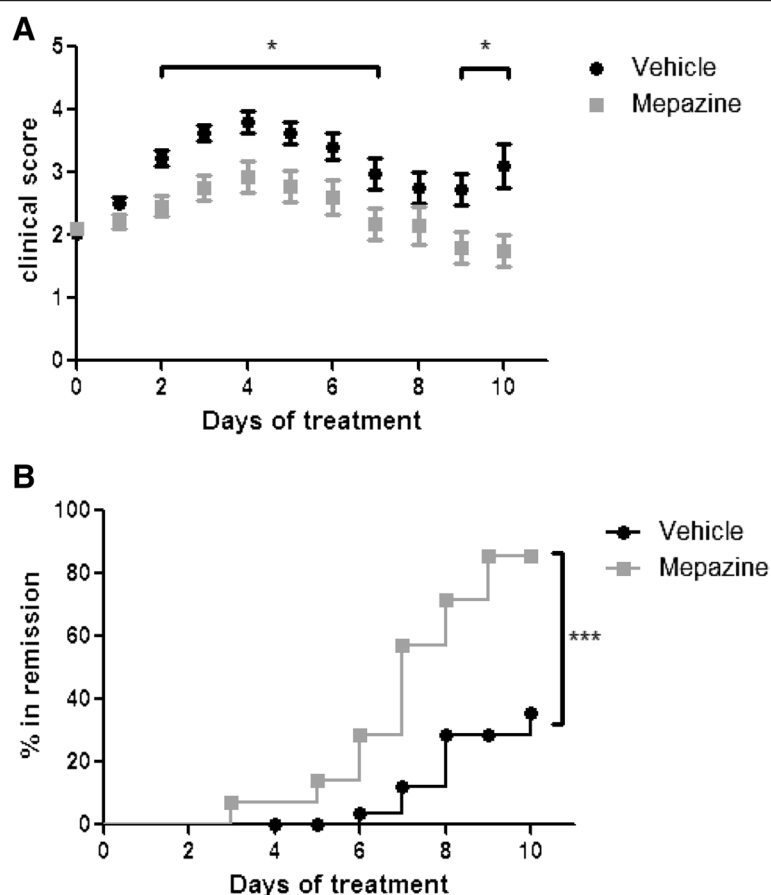 A
5
4
3
2
1
0
clinical score
*
*
Vehicle
Mepazine
0 2 4 6 8 10
Days of treatment
B
100
80
60
40
20
0
% in remission
Vehicle
Mepazine
***
0 2 4 6 8 10
Days of treatment